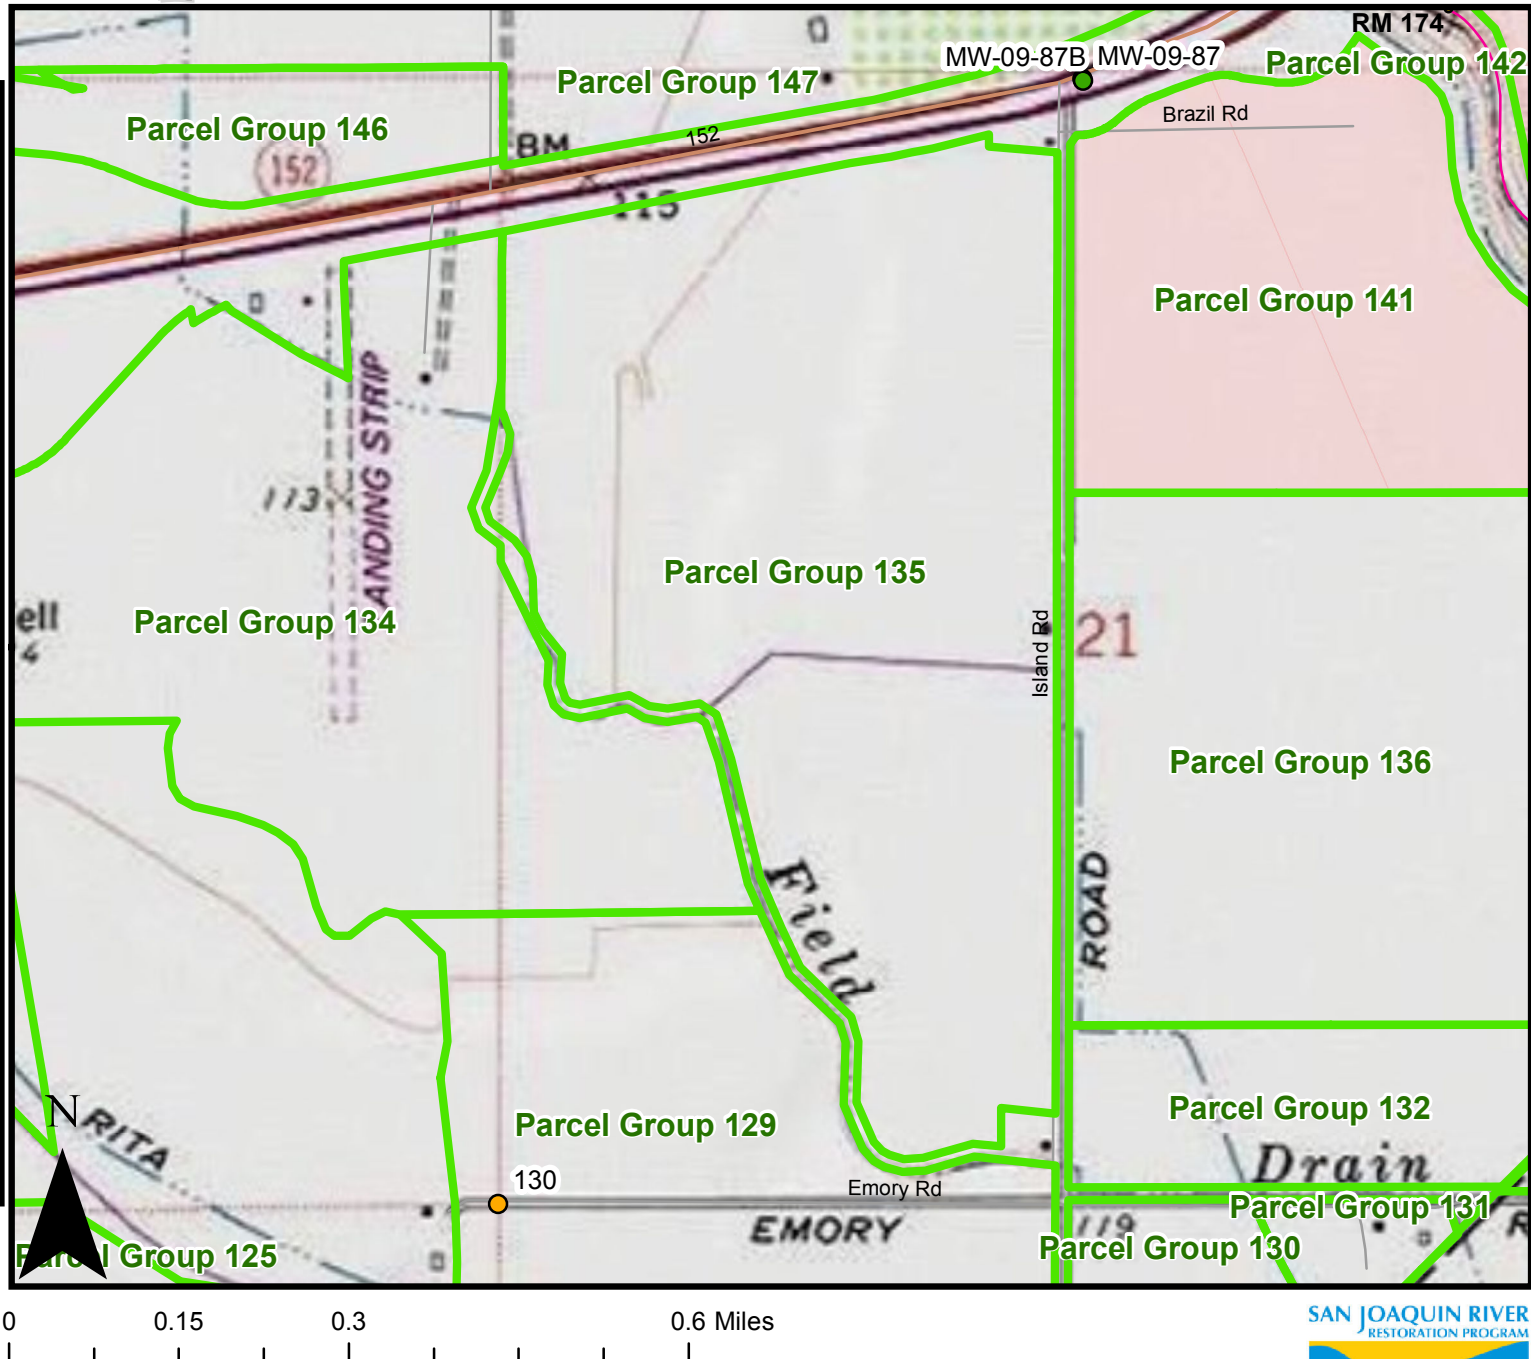 RM 174
MW-09-87B MW-09-87
Parcel Group 142
Parcel Group 147
Brazil Rd
Parcel Group 146
BM
152
152
115
Parcel Group 141
LANDING STRIP
113
Parcel Group 135
ell
4
Parcel Group 134
Island Rd
21
Parcel Group 136
Field
ROAD
N
RITA
Parcel Group 129
Parcel Group 132
Drain
130
Emory Rd
EMORY
Parcel Group 131
119
R
Parcel Group 130
Parcel Group 125
0 0.15 0.3 0.6 Miles
SAN JOAQUIN RIVER
RESTORATION PROGRAM